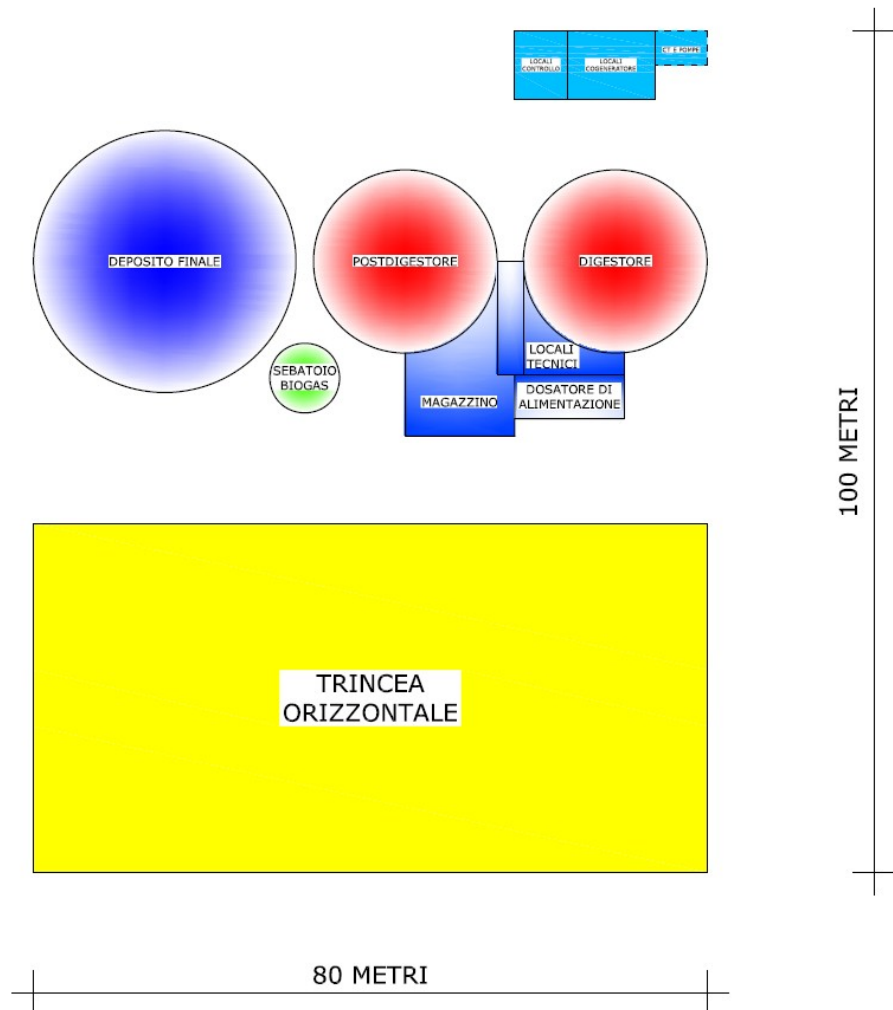 LOCALI
CONTROLLO
LOCALI
COGENERATORE
CT E POMPE
DEPOSITO FINALE
POSTDIGESTORE
DIGESTORE
SEBATOIO
BIOGAS
LOCALI
TECNICI
MAGAZZINO
DOSATORE DI
ALIMENTAZIONE
100 METRI
TRINCEA
ORIZZONTALE
80 METRI